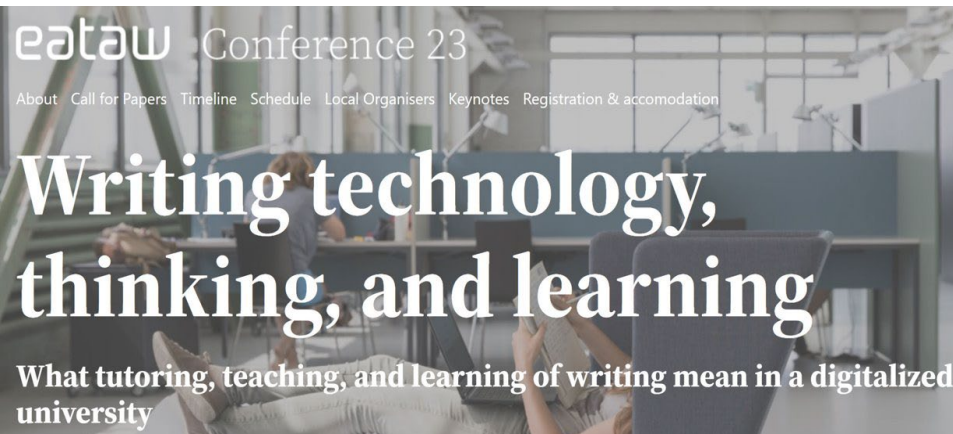 eataw Conference 23
About Call for Papers Timeline Schedule Local Organisers Keynotes Registration & accomodation
Writing technology,
thinking, and learning
What tutoring, teaching, and learning of writing mean in a digitalized
university